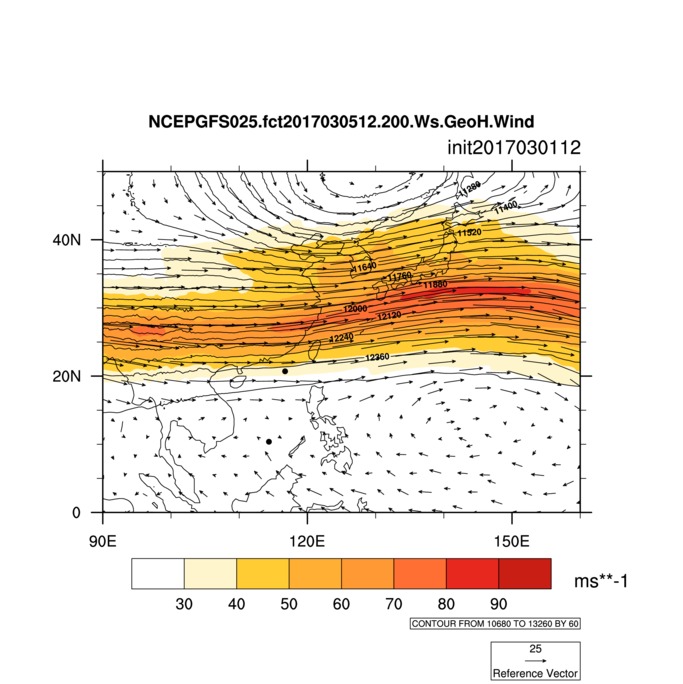 NCEPGFS025.fct2017030512.200.Ws.GeoH.Wind
init2017030112
11280
11400
40N
11520
11640
11760
11880
12000
12120
12240
12360
20N
0
90E 120E 150E
ms**-1
30 40 50 60 70 80 90
CONTOUR FROM 10680 TO 13260 BY 60
25
Reference Vector